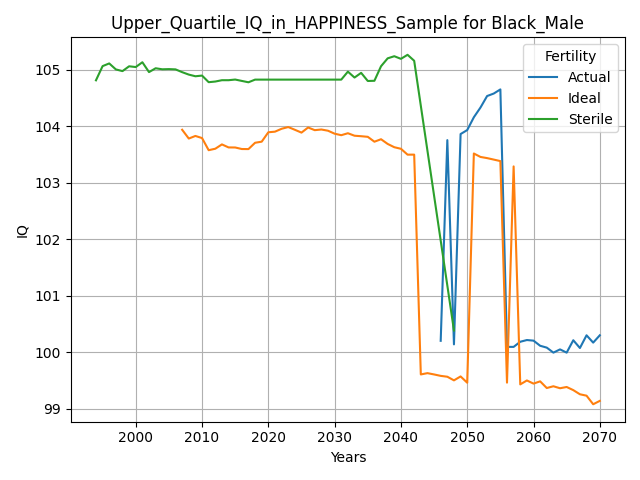 Upper_Quartile_IQ_in_HAPPINESS_Sample for Black_Male
Fertility
Actual
Ideal
Sterile
105
104
103
102
101
100
99
IQ
2000 2010 2020 2030 2040 2050 2060 2070
Years